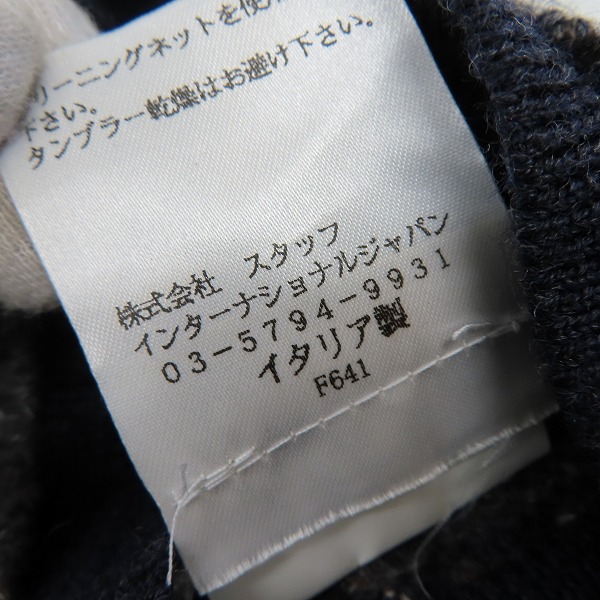 リーニングネットを使用
下さい。
タンブラー乾燥はお避け下さい。
株式会社 スタッフ
インターナショナルジャパン
03-5794-9931
イタリア製
F641